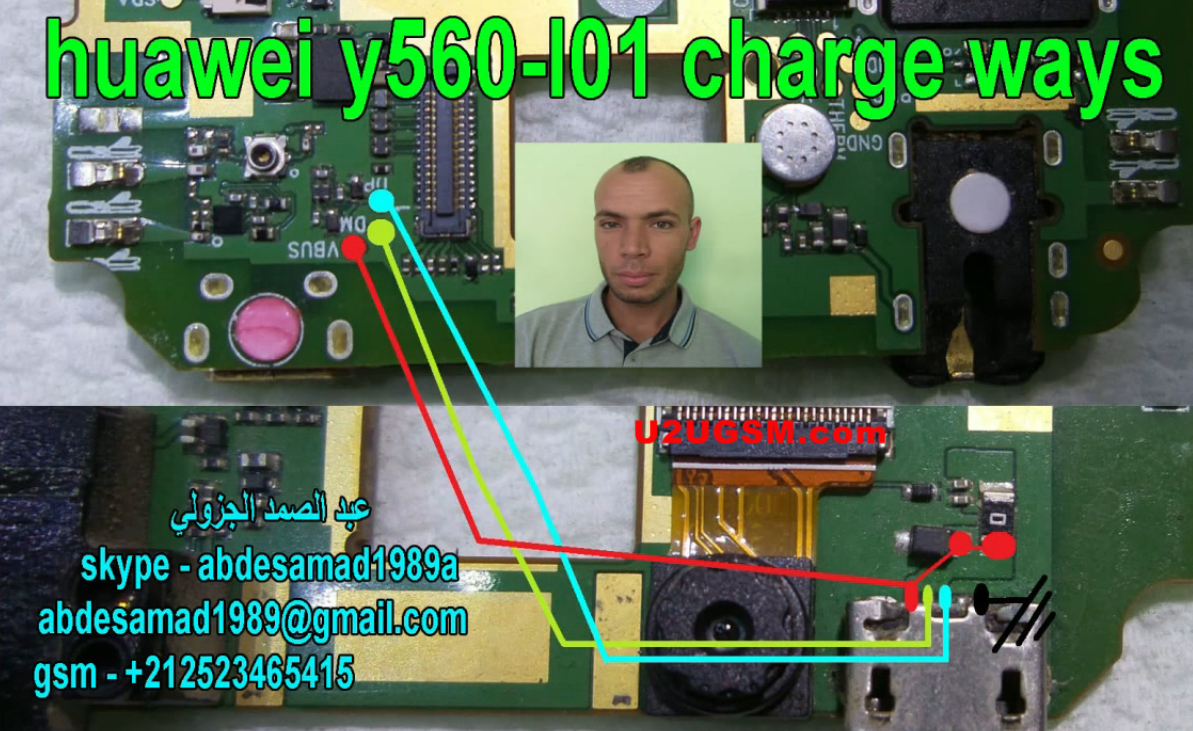 huawei y560-l01 charge ways
GND
DP
DM
VBUS
U2UGSM.com
0
عبد الصمد الجزولي
skype - abdesamad1989a
abdesamad1989@gmail.com
gsm - +212523465415